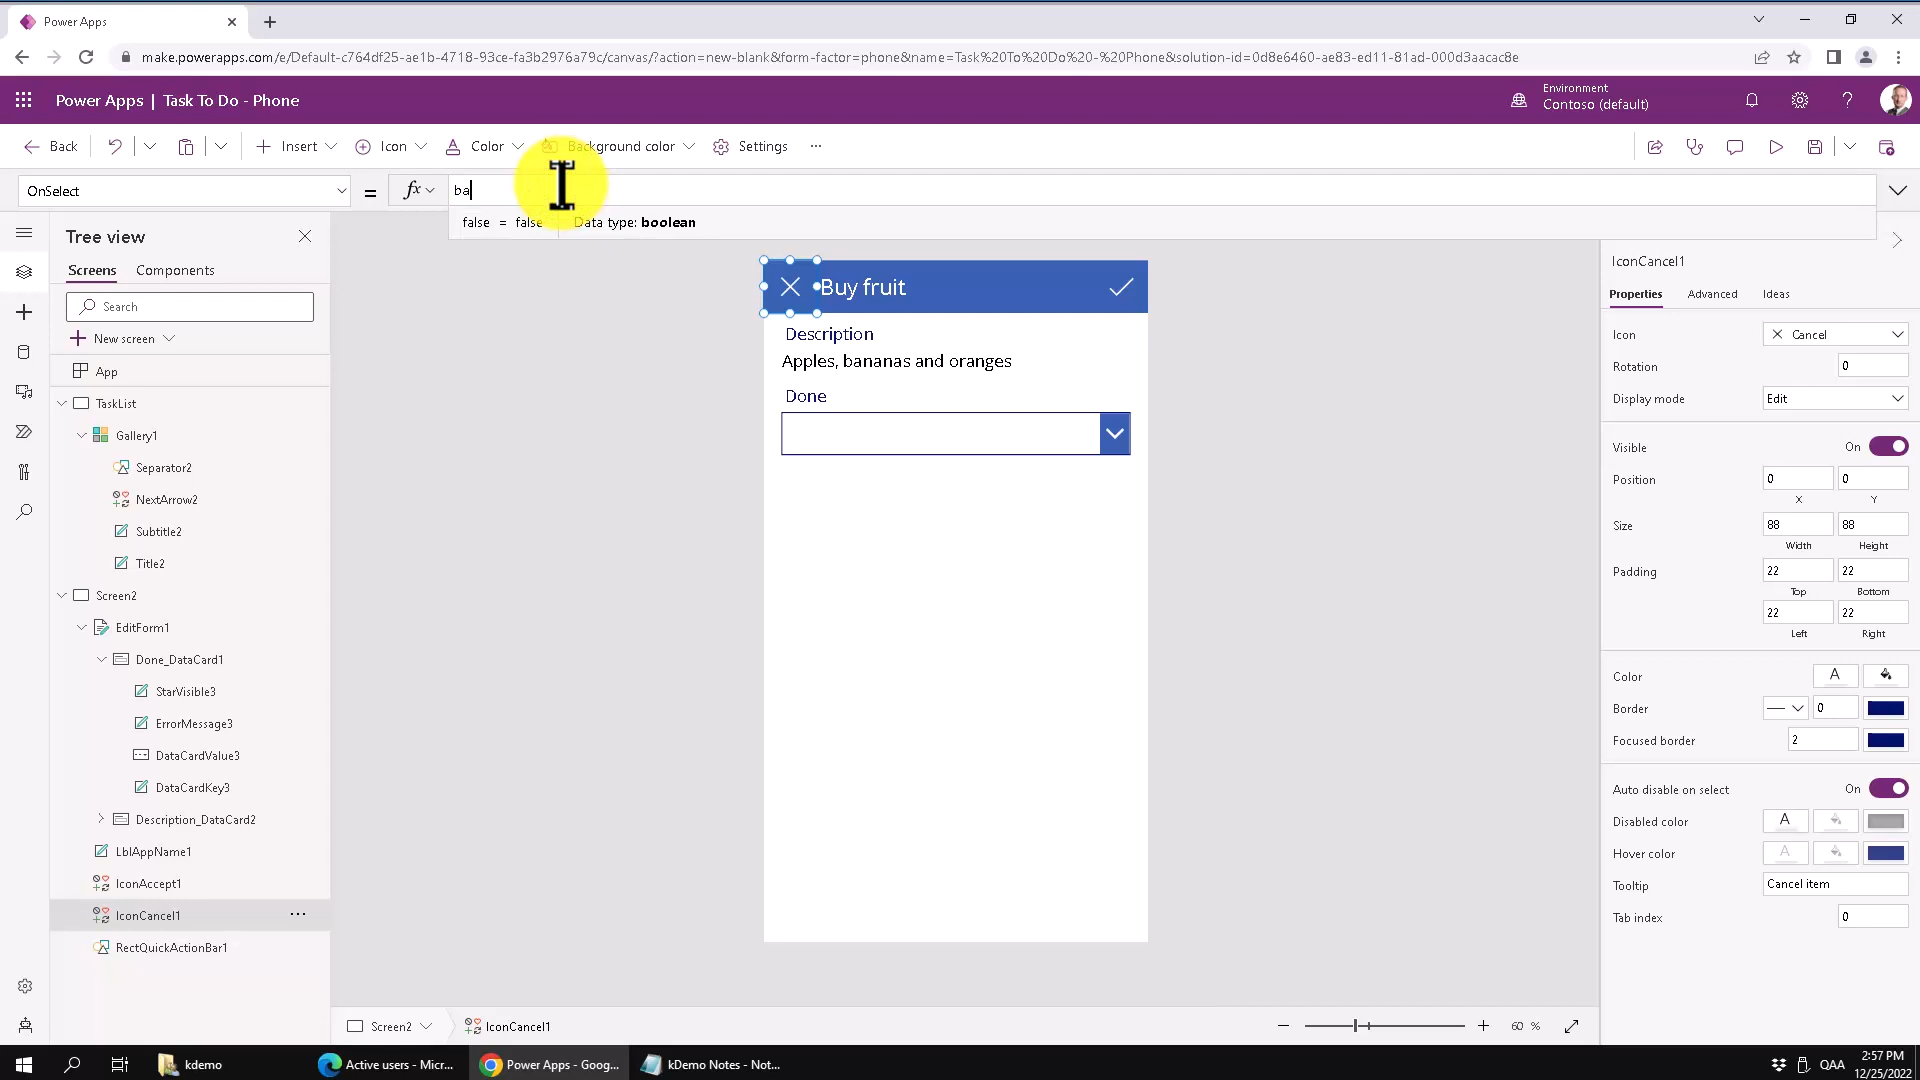 Power Apps
make.powerapps.com/e/Default-c764df25-ae1b-4718-93ce-fa3b2976a79c/canvas/?action=new-blank&form-factor=phone&name=Task%20To%20Do%20-%20Phone&solution-id=0d8e6460-ae83-ed11-81ad-000d3aacac8e
Power Apps | Task To Do - Phone
Environment
Contoso (default)
Back
Insert
Icon
Color
Background color
Settings
OnSelect
=
fx
ba
false = false
Data type: boolean
Tree view
Screens
Components
Search
New screen
App
TaskList
Gallery1
Separator2
NextArrow2
Subtitle2
Title2
Screen2
EditForm1
Done_DataCard1
StarVisible3
ErrorMessage3
DataCardValue3
DataCardKey3
Description_DataCard2
LblAppName1
IconAccept1
IconCancel1
RectQuickActionBar1
Buy fruit
Description
Apples, bananas and oranges
Done
Screen2
IconCancel1
60 %
IconCancel1
Properties
Advanced
Ideas
Icon
Cancel
Rotation
0
Display mode
Edit
Visible
On
Position
0
0
X
Y
Size
88
88
Width
Height
Padding
22
22
Top
Bottom
22
22
Left
Right
Color
A
Border
0
Focused border
2
Auto disable on select
On
Disabled color
A
Hover color
A
Tooltip
Cancel item
Tab index
0
kdemo
Active users - Micr...
Power Apps - Goog...
kDemo Notes - Not...
QAA
2:57 PM
12/25/2022